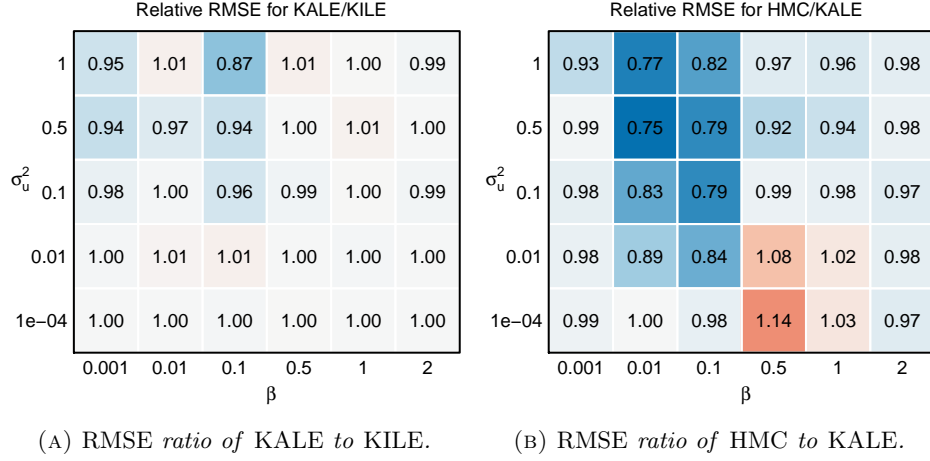 Relative RMSE for KALE/KILE
1 0.95 1.01 0.87 1.01 1.00 0.99
0.5 0.94 0.97 0.94 1.00 1.01 1.00
σ²ᵤ
0.1 0.98 1.00 0.96 0.99 1.00 0.99
0.01 1.00 1.01 1.01 1.00 1.00 1.00
1e−04 1.00 1.00 1.00 1.00 1.00 1.00
0.001 0.01 0.1 0.5 1 2
β
(A) RMSE ratio of KALE to KILE.
Relative RMSE for HMC/KALE
1 0.93 0.77 0.82 0.97 0.96 0.98
0.5 0.99 0.75 0.79 0.92 0.94 0.98
σ²ᵤ
0.1 0.98 0.83 0.79 0.99 0.98 0.97
0.01 0.98 0.89 0.84 1.08 1.02 0.98
1e−04 0.99 1.00 0.98 1.14 1.03 0.97
0.001 0.01 0.1 0.5 1 2
β
(B) RMSE ratio of HMC to KALE.